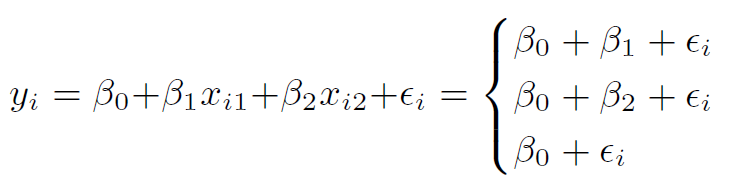 β₀ + β₁ + ϵᵢ
yᵢ = β₀+β₁xᵢ₁+β₂xᵢ₂+ϵᵢ = { β₀ + β₂ + ϵᵢ
β₀ + ϵᵢ